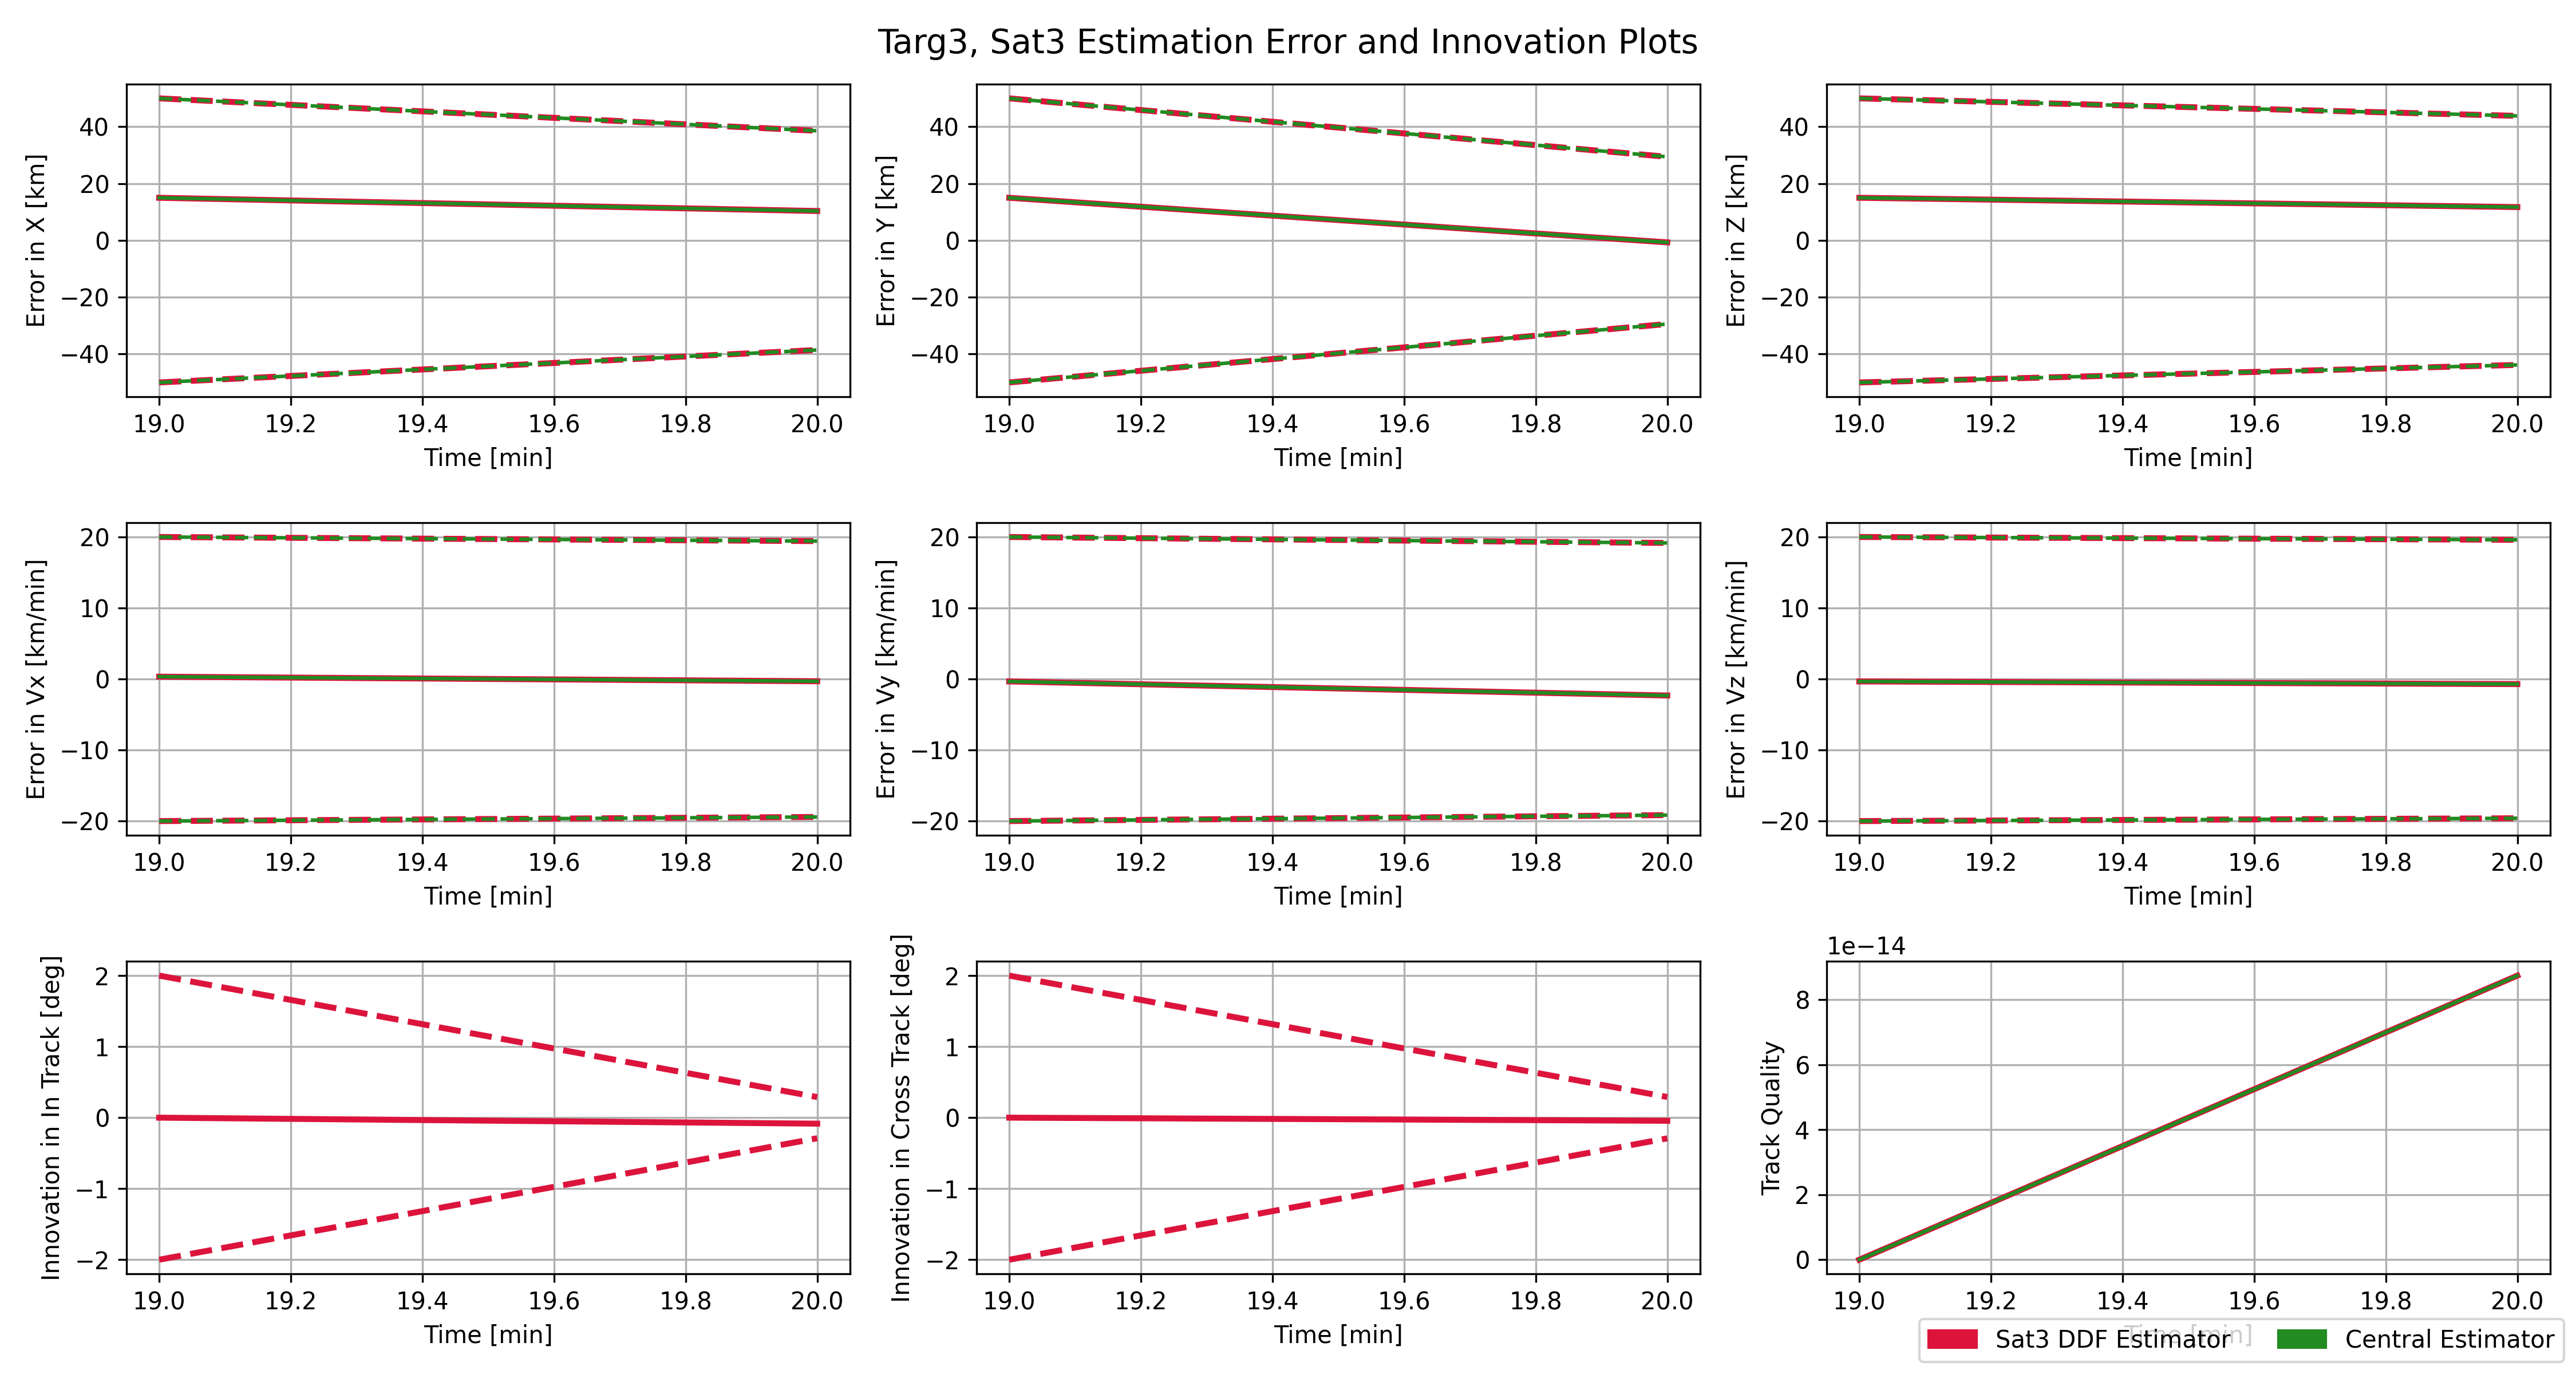 Targ3, Sat3 Estimation Error and Innovation Plots
Error in X [km]
40
20
0
−20
−40
19.0 19.2 19.4 19.6 19.8 20.0
Time [min]
Error in Y [km]
40
20
0
−20
−40
19.0 19.2 19.4 19.6 19.8 20.0
Time [min]
Error in Z [km]
40
20
0
−20
−40
19.0 19.2 19.4 19.6 19.8 20.0
Time [min]
Error in Vx [km/min]
20
10
0
−10
−20
19.0 19.2 19.4 19.6 19.8 20.0
Time [min]
Error in Vy [km/min]
20
10
0
−10
−20
19.0 19.2 19.4 19.6 19.8 20.0
Time [min]
Error in Vz [km/min]
20
10
0
−10
−20
19.0 19.2 19.4 19.6 19.8 20.0
Time [min]
Innovation in In Track [deg]
2
1
0
−1
−2
19.0 19.2 19.4 19.6 19.8 20.0
Time [min]
Innovation in Cross Track [deg]
2
1
0
−1
−2
19.0 19.2 19.4 19.6 19.8 20.0
Time [min]
1e−14
Track Quality
8
6
4
2
0
19.0 19.2 19.4 19.6 19.8 20.0
Time [min]
Sat3 DDF Estimator
Central Estimator